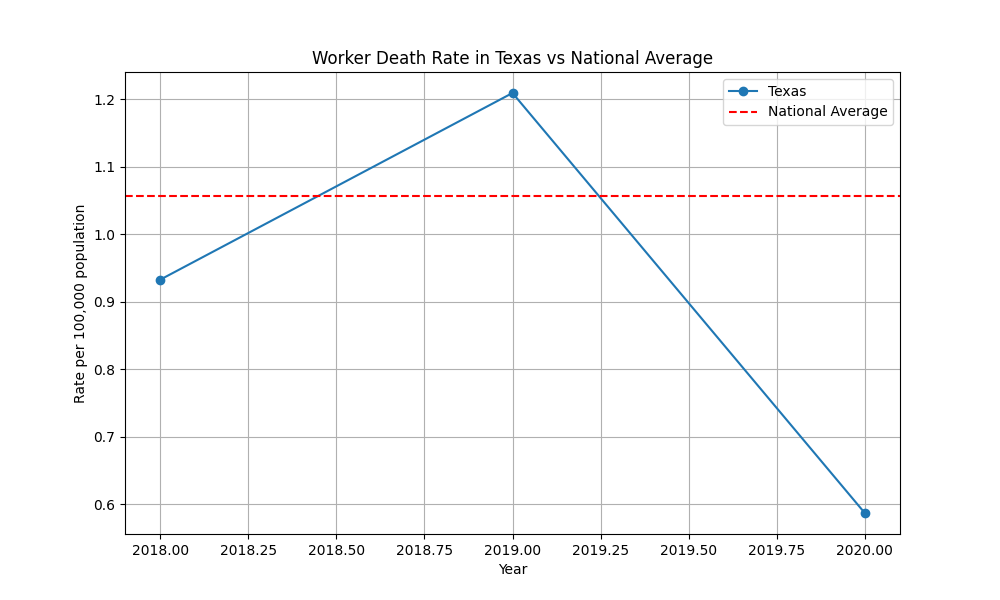 Worker Death Rate in Texas vs National Average
Texas
National Average
Rate per 100,000 population
1.2
1.1
1.0
0.9
0.8
0.7
0.6
2018.00 2018.25 2018.50 2018.75 2019.00 2019.25 2019.50 2019.75 2020.00
Year